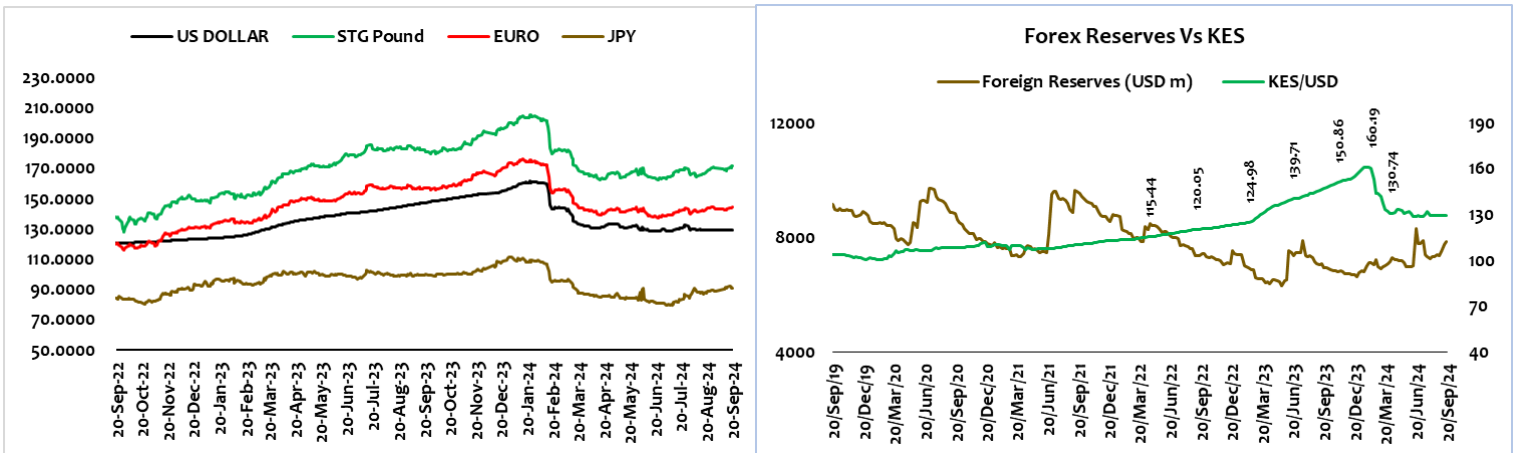 US DOLLAR STG Pound EURO JPY
230.0000
210.0000
190.0000
170.0000
150.0000
130.0000
110.0000
90.0000
70.0000
50.0000
20-Sep-22
20-Oct-22
20-Nov-22
20-Dec-22
20-Jan-23
20-Feb-23
20-Mar-23
20-Apr-23
20-May-23
20-Jun-23
20-Jul-23
20-Aug-23
20-Sep-23
20-Oct-23
20-Nov-23
20-Dec-23
20-Jan-24
20-Feb-24
20-Mar-24
20-Apr-24
20-May-24
20-Jun-24
20-Jul-24
20-Aug-24
20-Sep-24
Forex Reserves Vs KES
Foreign Reserves (USD m) KES/USD
12000
8000
4000
190
160
130
100
70
40
115.44
120.05
124.98
139.71
150.86
160.19
130.74
20/Sep/19
20/Dec/19
20/Mar/20
20/Jun/20
20/Sep/20
20/Dec/20
20/Mar/21
20/Jun/21
20/Sep/21
20/Dec/21
20/Mar/22
20/Jun/22
20/Sep/22
20/Dec/22
20/Mar/23
20/Jun/23
20/Sep/23
20/Dec/23
20/Mar/24
20/Jun/24
20/Sep/24